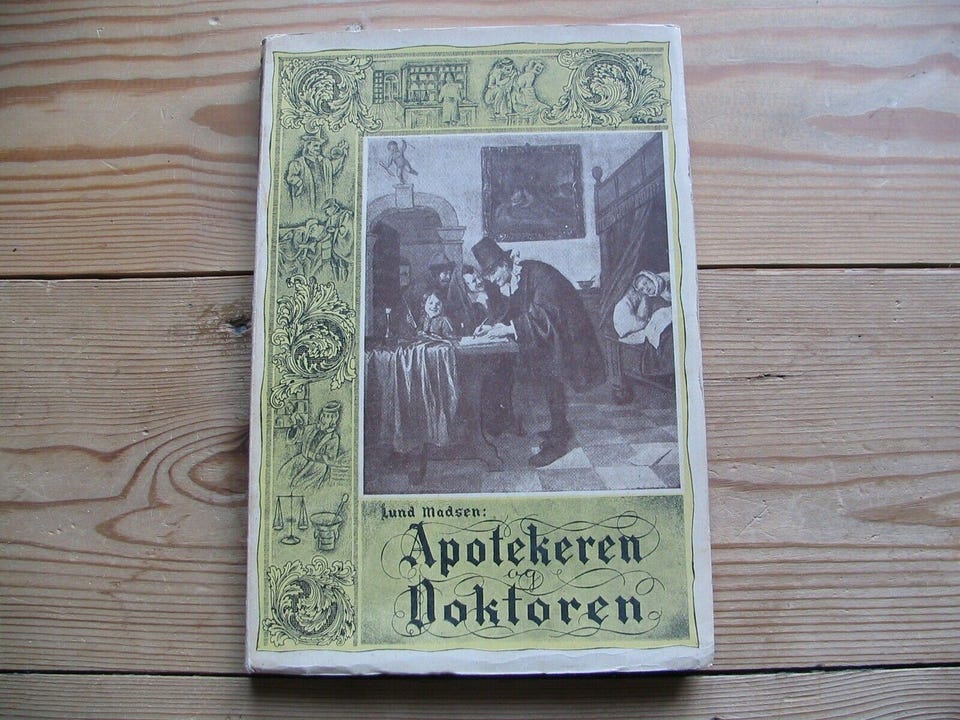 Lund Madsen:
Apotekeren
og
Doktoren